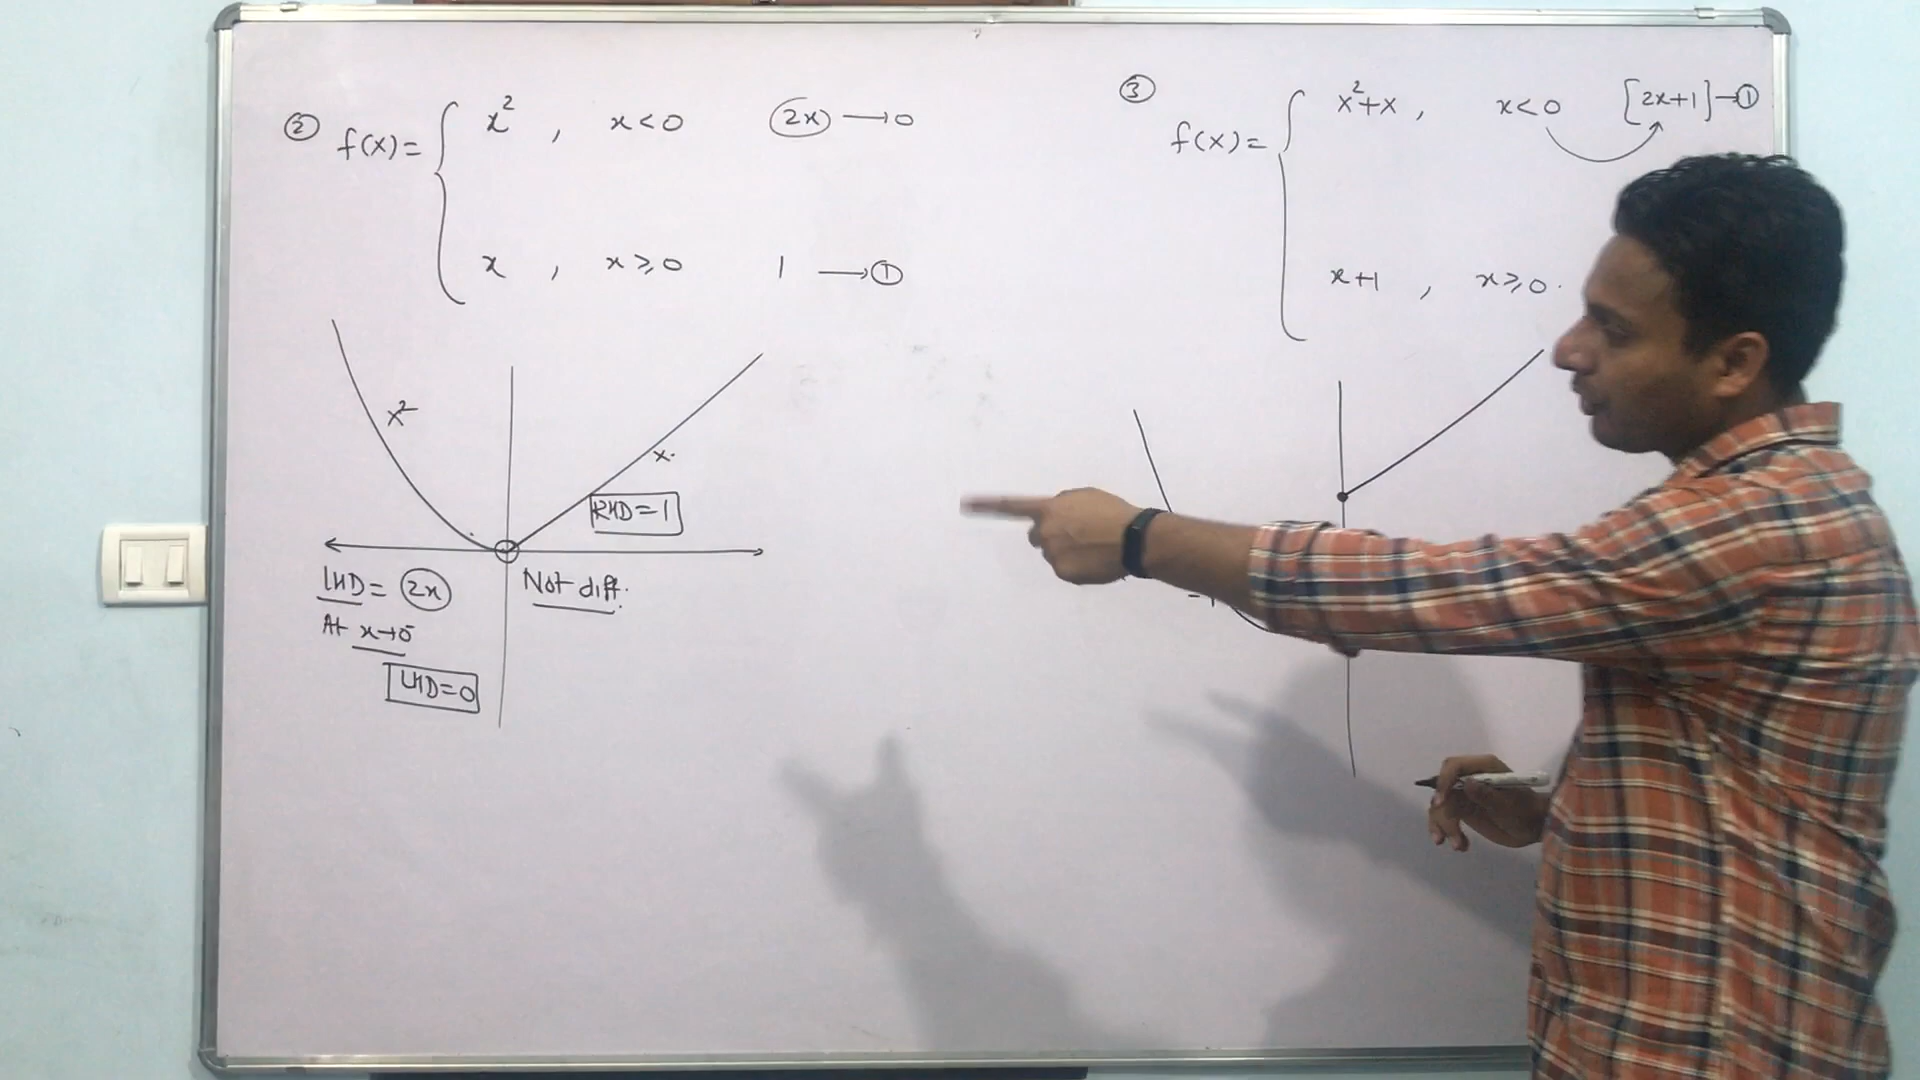 ② f(x) = { x² , x<0 (2x) → 0
x , x≥0 1 → ①
x²
x.
RHD = 1
LHD = (2x)
Not diff.
At x→0⁻
LHD = 0
③ f(x) = { x²+x , x<0 [2x+1] → ①
x+1 , x≥0.